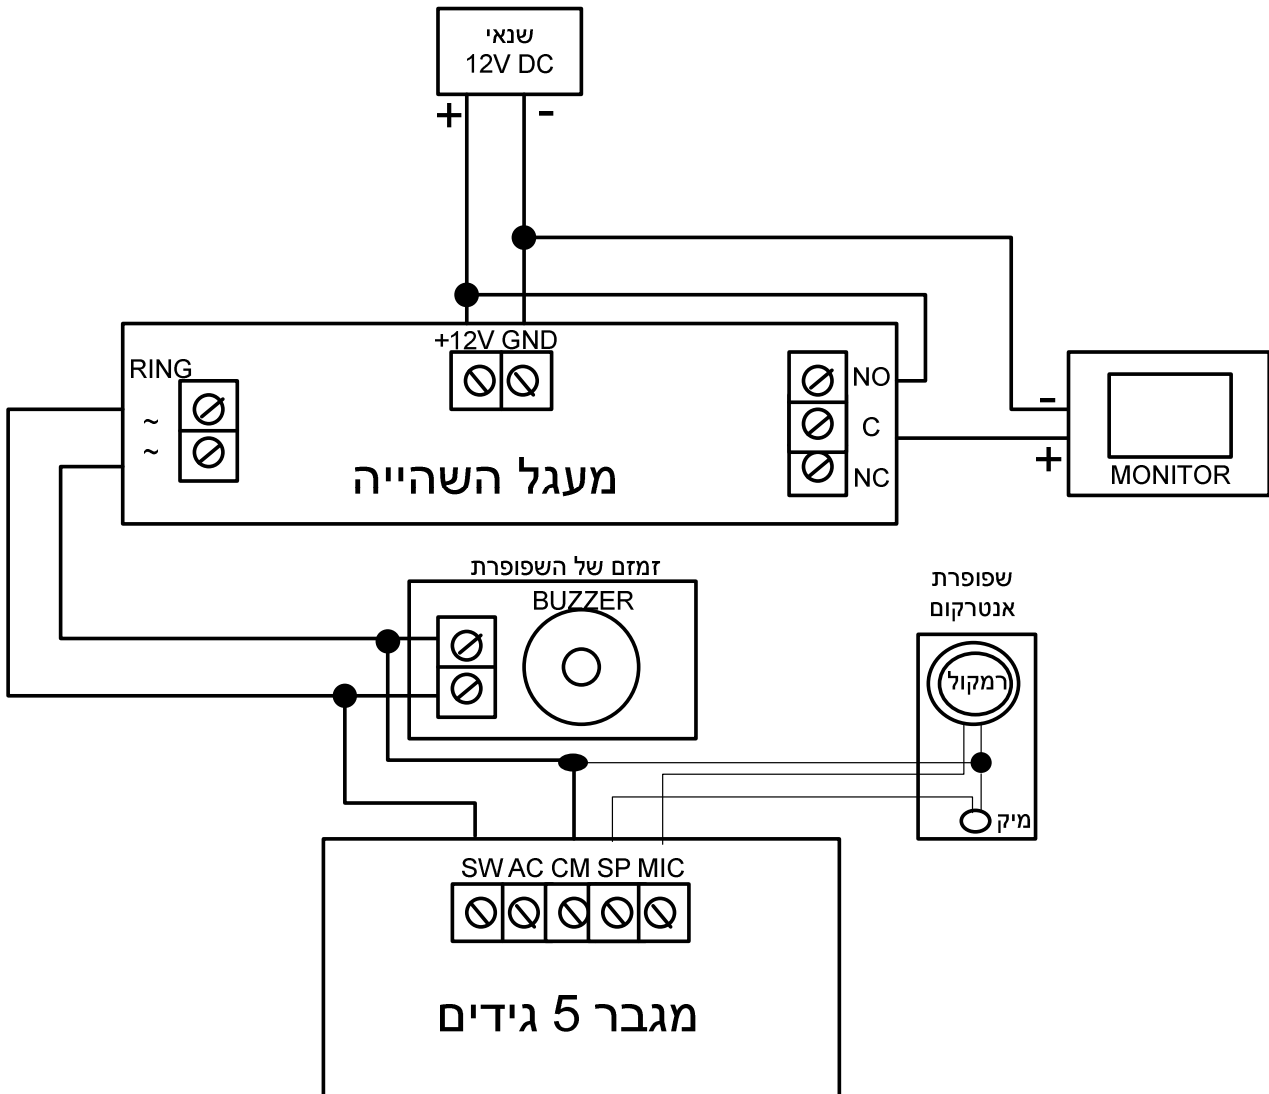 שנאי
12V DC
+ -
+12V GND
RING
~
~
NO
C
NC
מעגל השהייה
-
+
MONITOR
זמזם של השפופרת
BUZZER
שפופרת
אנטרקום
רמקול
מיק
SW AC CM SP MIC
מגבר 5 גידים